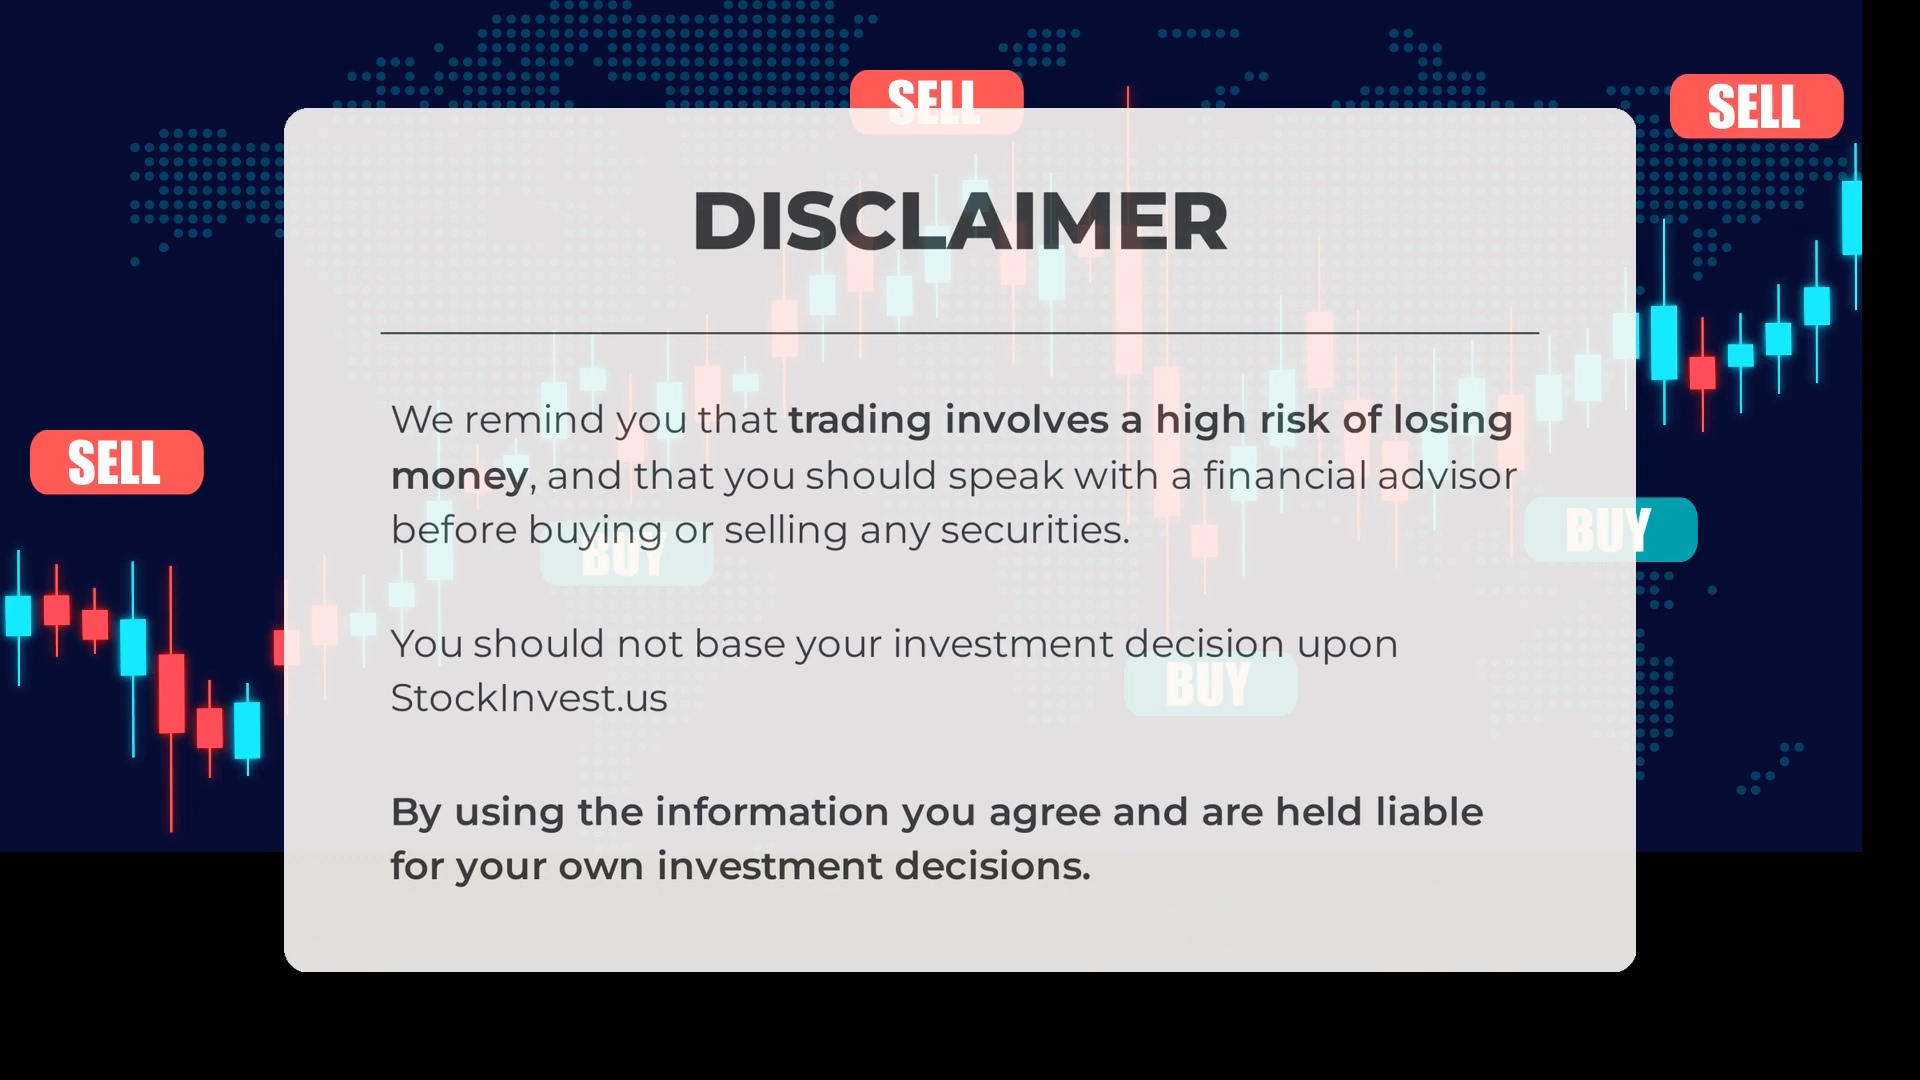 SELL
SELL
DISCLAIMER
We remind you that trading involves a high risk of losing
money, and that you should speak with a financial advisor
before buying or selling any securities.
SELL
BUY
BUY
You should not base your investment decision upon
StockInvest.us
BUY
By using the information you agree and are held liable
for your own investment decisions.